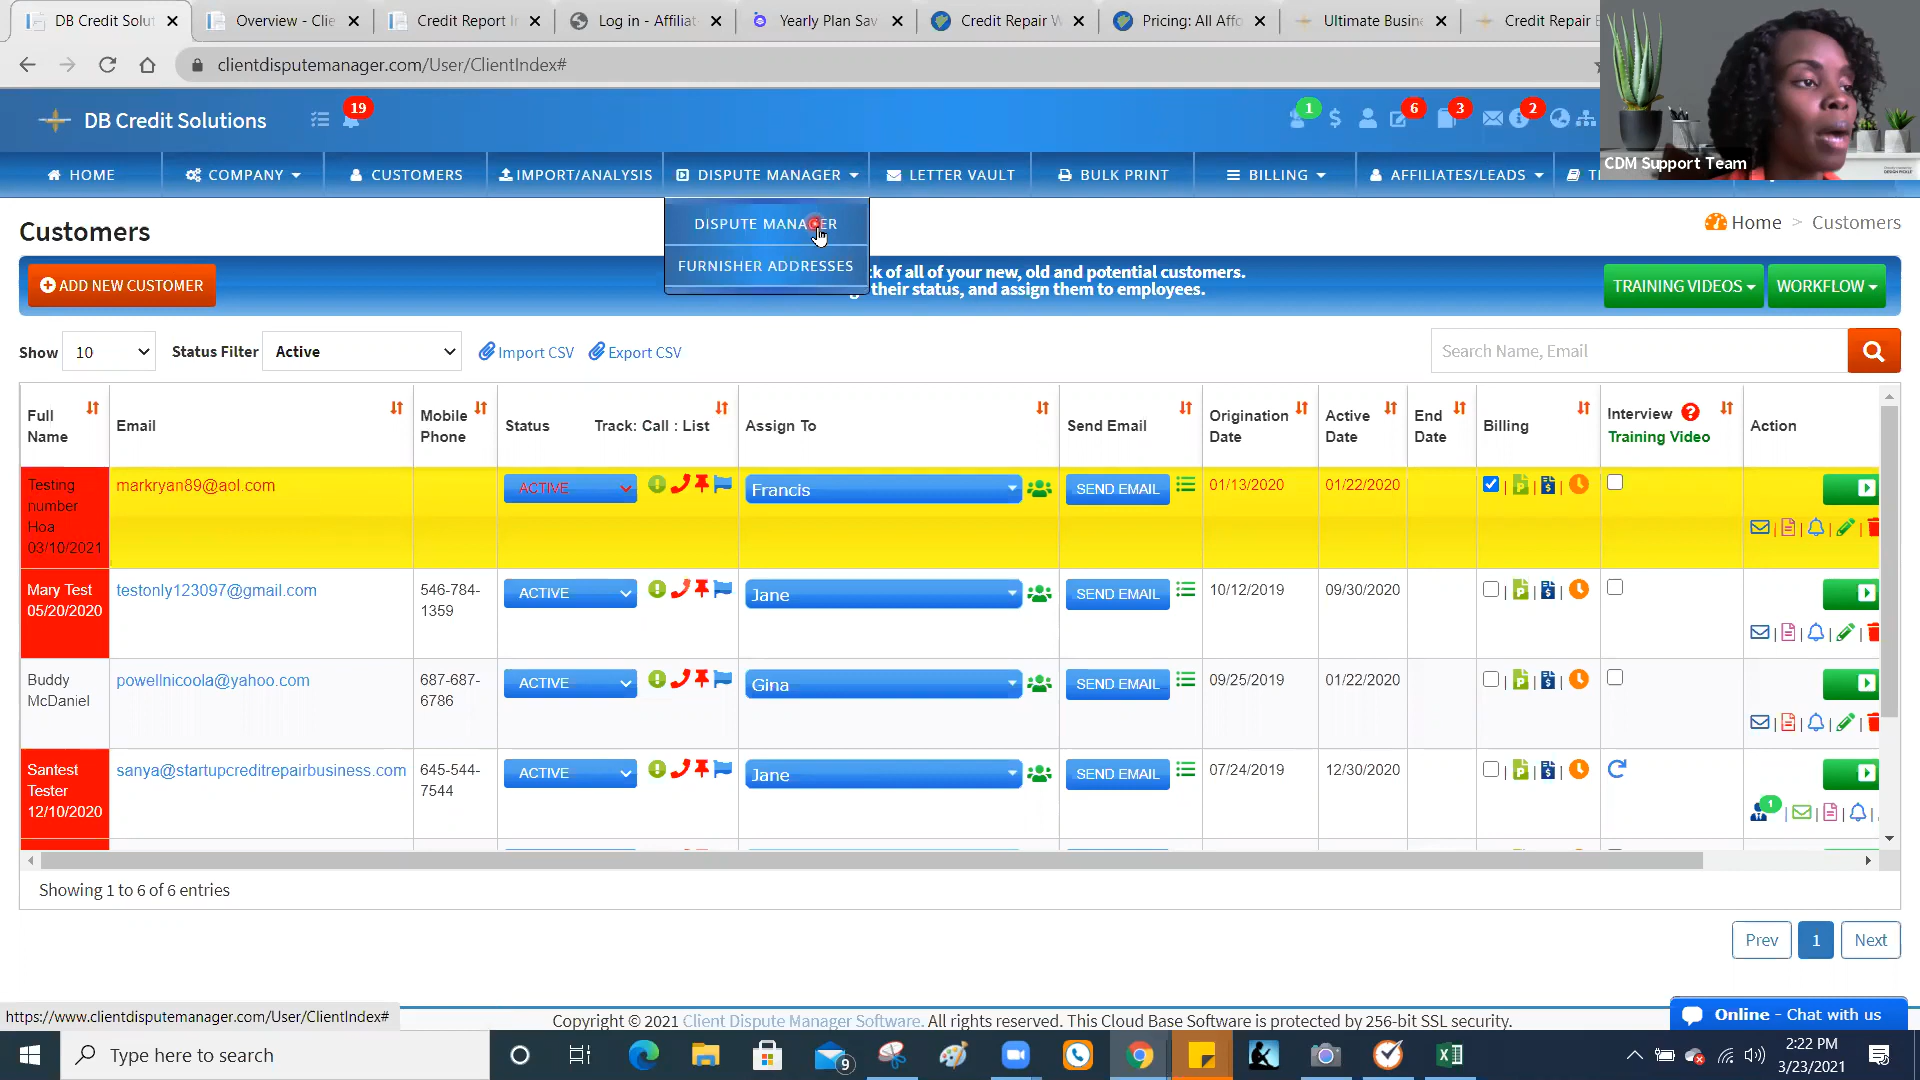 DB Credit Solut
Overview - Clie
Credit Report I
Log in - Affiliat
Yearly Plan Sav
Credit Repair W
Pricing: All Affo
Ultimate Busin
Credit Repair
clientdisputemanager.com/User/ClientIndex#
DB Credit Solutions
19
1
6
3
2
CDM Support Team
HOME
COMPANY
CUSTOMERS
IMPORT/ANALYSIS
DISPUTE MANAGER
LETTER VAULT
BULK PRINT
BILLING
AFFILIATES/LEADS
DISPUTE MANAGER
FURNISHER ADDRESSES
Customers
Home > Customers
ADD NEW CUSTOMER
k of all of your new, old and potential customers.
their status, and assign them to employees.
TRAINING VIDEOS
WORKFLOW
Show 10
Status Filter Active
Import CSV
Export CSV
Search Name, Email
Full Name
Email
Mobile Phone
Status
Track: Call : List
Assign To
Send Email
Origination Date
Active Date
End Date
Billing
Interview ?
Training Video
Action
Testing number Hoa 03/10/2021
markryan89@aol.com
ACTIVE
Francis
SEND EMAIL
01/13/2020
01/22/2020
Mary Test 05/20/2020
testonly123097@gmail.com
546-784-1359
ACTIVE
Jane
SEND EMAIL
10/12/2019
09/30/2020
Buddy McDaniel
powellnicoola@yahoo.com
687-687-6786
ACTIVE
Gina
SEND EMAIL
09/25/2019
01/22/2020
Santest Tester 12/10/2020
sanya@startupcreditrepairbusiness.com
645-544-7544
ACTIVE
Jane
SEND EMAIL
07/24/2019
12/30/2020
1
Showing 1 to 6 of 6 entries
Prev
1
Next
https://www.clientdisputemanager.com/User/ClientIndex#
Copyright © 2021 Client Dispute Manager Software. All rights reserved. This Cloud Base Software is protected by 256-bit SSL security.
Online - Chat with us
Type here to search
9
2:22 PM
3/23/2021